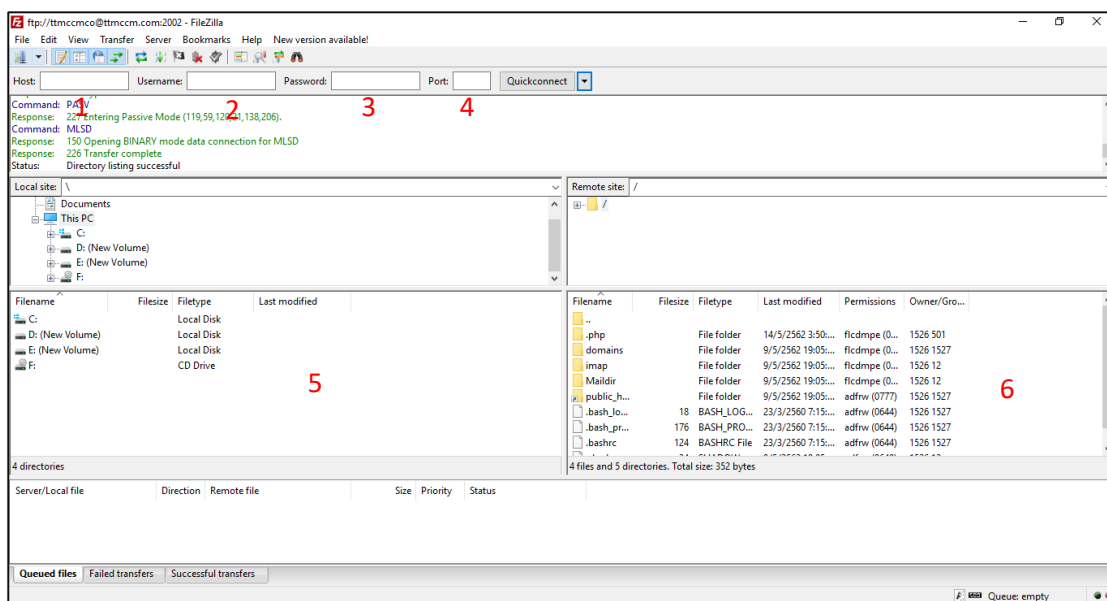 ftp://ttmccmco@ttmccm.com:2002 - FileZilla
File Edit View Transfer Server Bookmarks Help New version available!
Host: Username: Password: Port: Quickconnect
1 2 3 4
Command: PASV
Response: 227 Entering Passive Mode (119,59,120,21,138,206).
Command: MLSD
Response: 150 Opening BINARY mode data connection for MLSD
Response: 226 Transfer complete
Status: Directory listing successful
Local site: \ Remote site: /
Documents /
This PC
C:
D: (New Volume)
E: (New Volume)
F:
Filename Filesize Filetype Last modified
C: Local Disk
D: (New Volume) Local Disk
E: (New Volume) Local Disk
F: CD Drive
5
4 directories
Filename Filesize Filetype Last modified Permissions Owner/Gro...
..
.php File folder 14/5/2562 3:50:... flcdmpe (0... 1526 501
domains File folder 9/5/2562 19:05:... flcdmpe (0... 1526 1527
imap File folder 9/5/2562 19:05:... flcdmpe (0... 1526 12
Maildir File folder 9/5/2562 19:05:... flcdmpe (0... 1526 12
public_h... File folder 9/5/2562 19:05:... adfrw (0777) 1526 1527
.bash_lo... 18 BASH_LOG... 23/3/2560 7:15:... adfrw (0644) 1526 1527
.bash_pr... 176 BASH_PRO... 23/3/2560 7:15:... adfrw (0644) 1526 1527
.bashrc 124 BASHRC File 23/3/2560 7:15:... adfrw (0644) 1526 1527
6
4 files and 5 directories. Total size: 352 bytes
Server/Local file Direction Remote file Size Priority Status
Queued files Failed transfers Successful transfers
Queue: empty